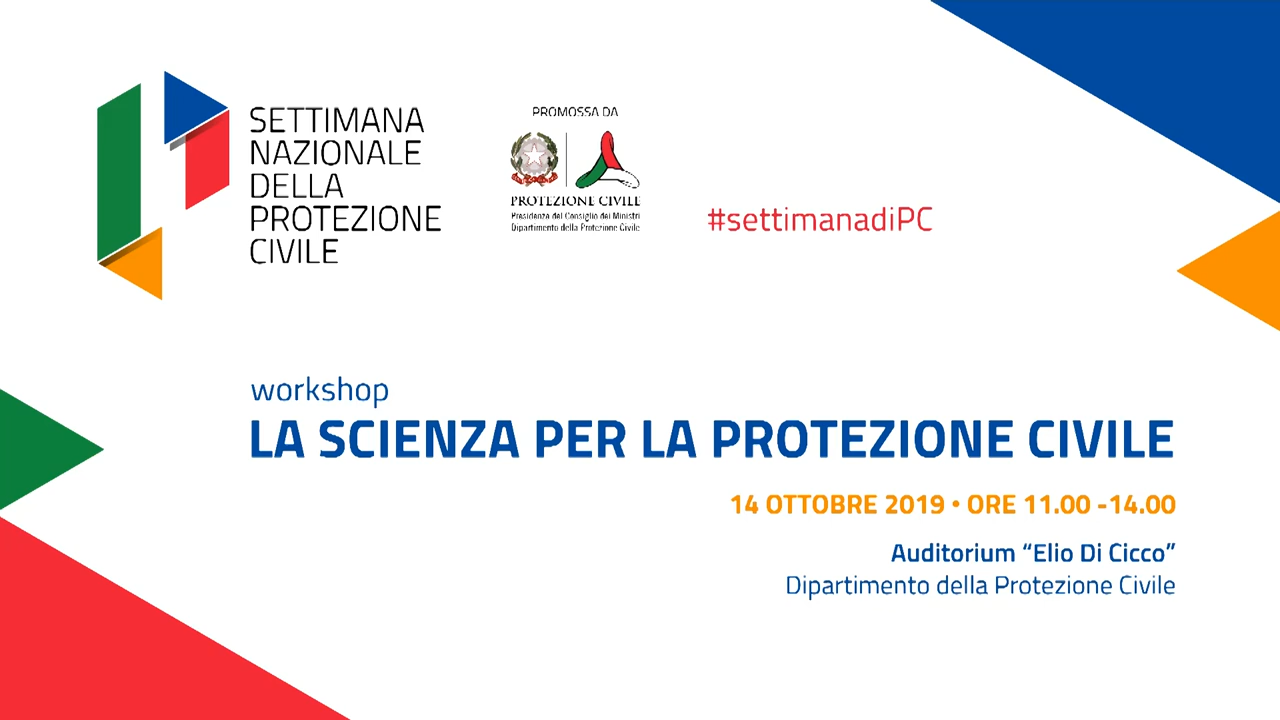 SETTIMANA
NAZIONALE
DELLA
PROTEZIONE
CIVILE
PROMOSSA DA
PROTEZIONE CIVILE
Presidenza del Consiglio dei Ministri
Dipartimento della Protezione Civile
#settimanadiPC
workshop
LA SCIENZA PER LA PROTEZIONE CIVILE
14 OTTOBRE 2019 • ORE 11.00 -14.00
Auditorium “Elio Di Cicco”
Dipartimento della Protezione Civile